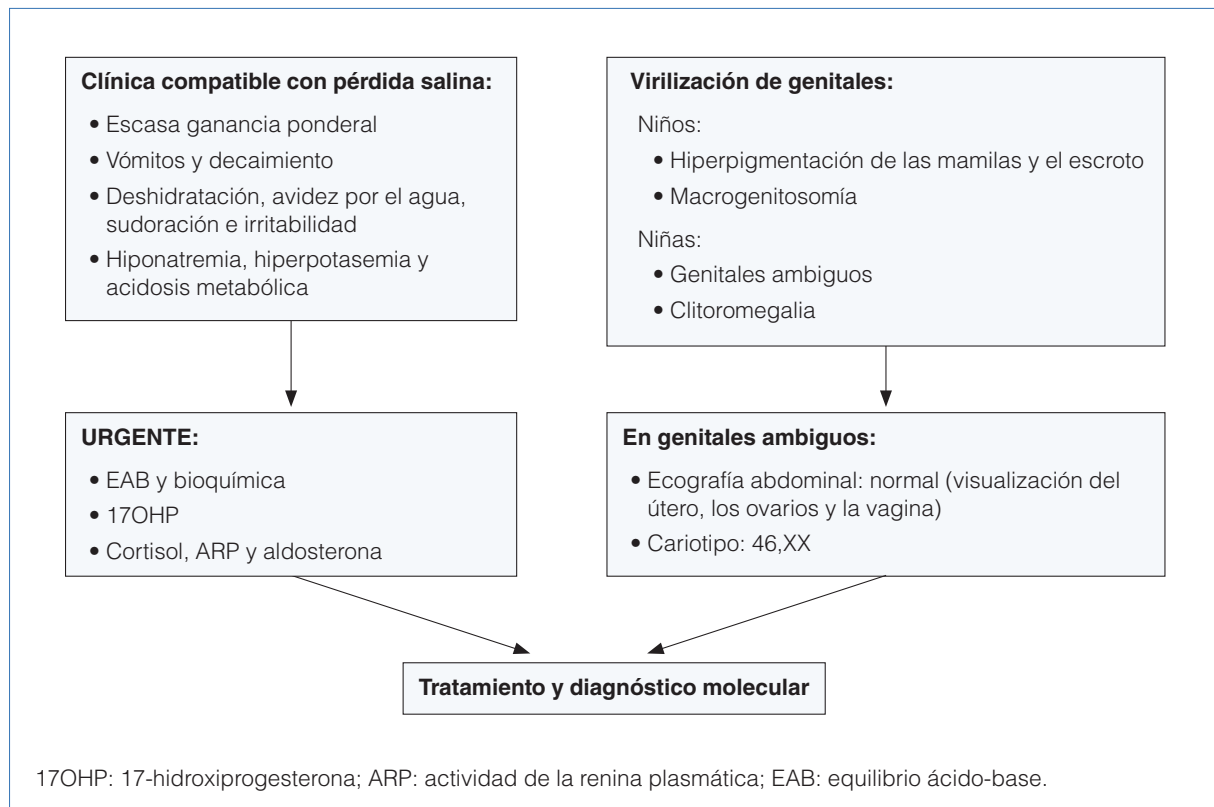 Clínica compatible con pérdida salina:
• Escasa ganancia ponderal
• Vómitos y decaimiento
• Deshidratación, avidez por el agua,
sudoración e irritabilidad
• Hiponatremia, hiperpotasemia y
acidosis metabólica
Virilización de genitales:
Niños:
• Hiperpigmentación de las mamilas y el escroto
• Macrogenitosomía
Niñas:
• Genitales ambiguos
• Clitoromegalia
URGENTE:
• EAB y bioquímica
• 17OHP
• Cortisol, ARP y aldosterona
En genitales ambiguos:
• Ecografía abdominal: normal (visualización del
útero, los ovarios y la vagina)
• Cariotipo: 46,XX
Tratamiento y diagnóstico molecular
17OHP: 17-hidroxiprogesterona; ARP: actividad de la renina plasmática; EAB: equilibrio ácido-base.